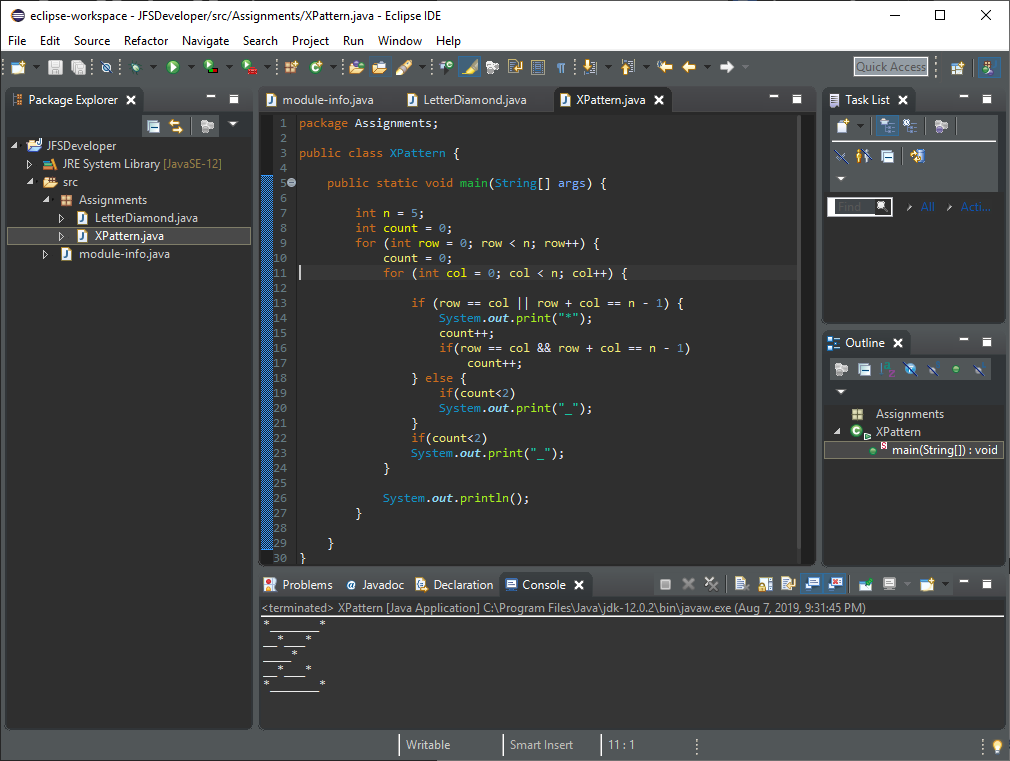 eclipse-workspace - JFSDeveloper/src/Assignments/XPattern.java - Eclipse IDE
File Edit Source Refactor Navigate Search Project Run Window Help
Quick Access
Package Explorer
JFSDeveloper
JRE System Library [JavaSE-12]
src
Assignments
LetterDiamond.java
XPattern.java
module-info.java
module-info.java LetterDiamond.java XPattern.java
1 package Assignments;
2
3 public class XPattern {
4
5 public static void main(String[] args) {
6
7 int n = 5;
8 int count = 0;
9 for (int row = 0; row < n; row++) {
10 count = 0;
11 for (int col = 0; col < n; col++) {
12
13 if (row == col || row + col == n - 1) {
14 System.out.print("*");
15 count++;
16 if(row == col && row + col == n - 1)
17 count++;
18 } else {
19 if(count<2)
20 System.out.print("_");
21 }
22 if(count<2)
23 System.out.print("_");
24 }
25
26 System.out.println();
27 }
28
29 }
30 }
Task List
Find All Acti...
Outline
Assignments
XPattern
main(String[]) : void
Problems Javadoc Declaration Console
<terminated> XPattern [Java Application] C:\Program Files\Java\jdk-12.0.2\bin\javaw.exe (Aug 7, 2019, 9:31:45 PM)
*_______*
__*___*
____*
__*___*
*_______*
Writable Smart Insert 11 : 1